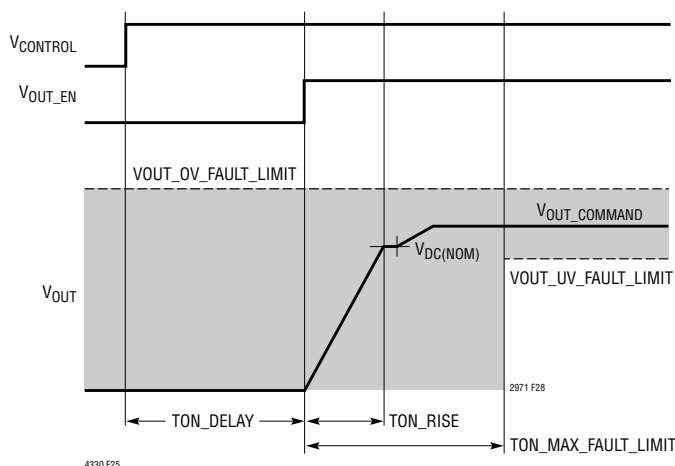 VCONTROL
VOUT_EN
VOUT_OV_FAULT_LIMIT
VOUT_COMMAND
VDC(NOM)
VOUT_UV_FAULT_LIMIT
VOUT
2971 F28
TON_DELAY
TON_RISE
TON_MAX_FAULT_LIMIT
4330 F25